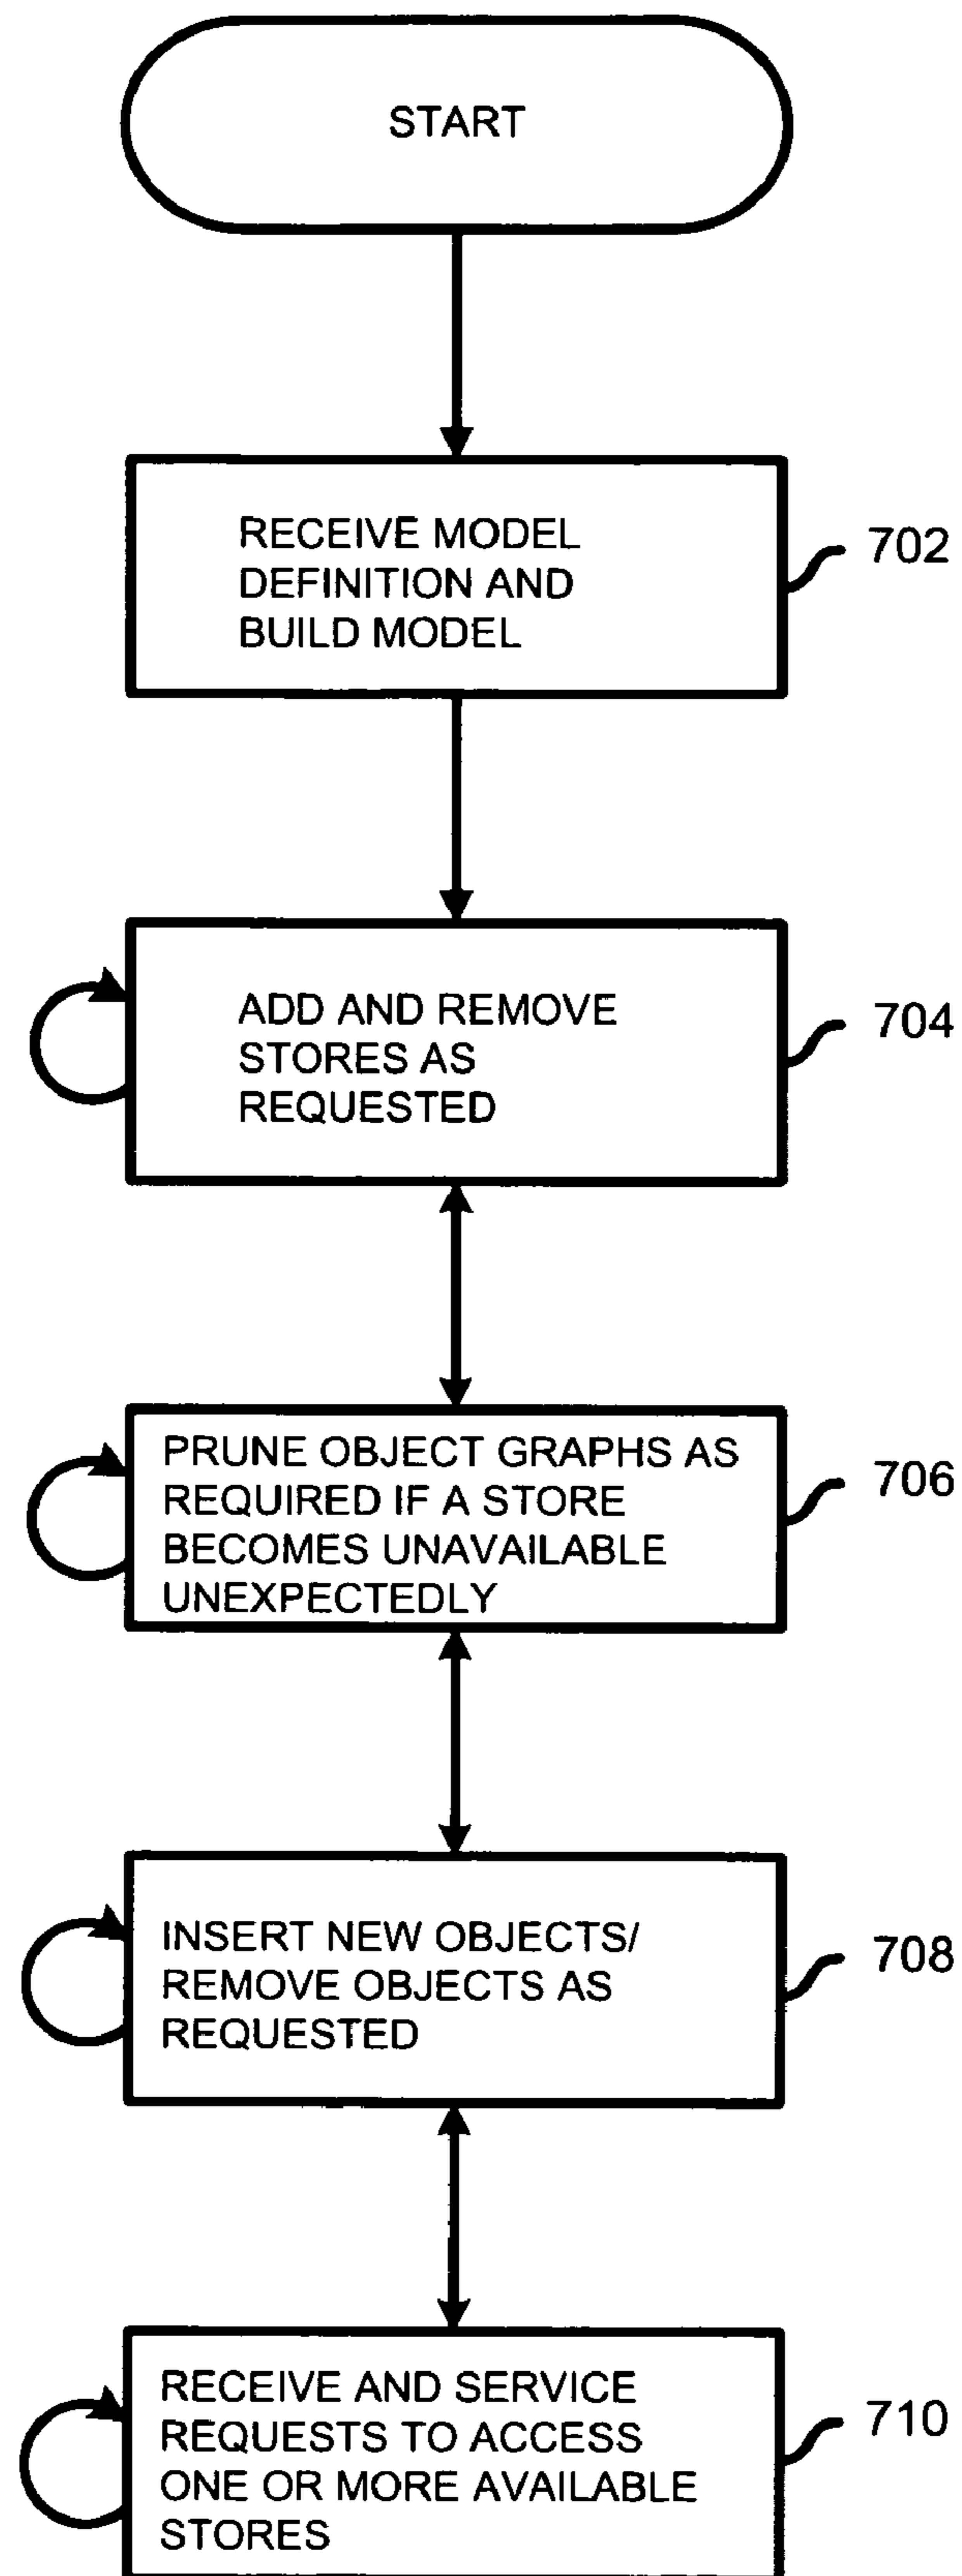 START
RECEIVE MODEL
DEFINITION AND
BUILD MODEL
702
ADD AND REMOVE
STORES AS
REQUESTED
704
PRUNE OBJECT GRAPHS AS
REQUIRED IF A STORE
BECOMES UNAVAILABLE
UNEXPECTEDLY
706
INSERT NEW OBJECTS/
REMOVE OBJECTS AS
REQUESTED
708
RECEIVE AND SERVICE
REQUESTS TO ACCESS
ONE OR MORE AVAILABLE
STORES
710